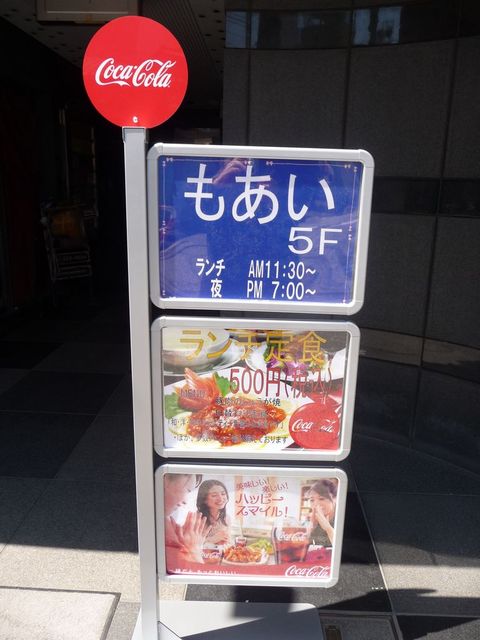 Coca-Cola
もあい
5F
ランチ AM11:30～
夜 PM 7:00～
ランチ定食
500円(税込)
Coca-Cola
美味しい! 楽しい!
ハッピー
スマイル!
Coca-Cola